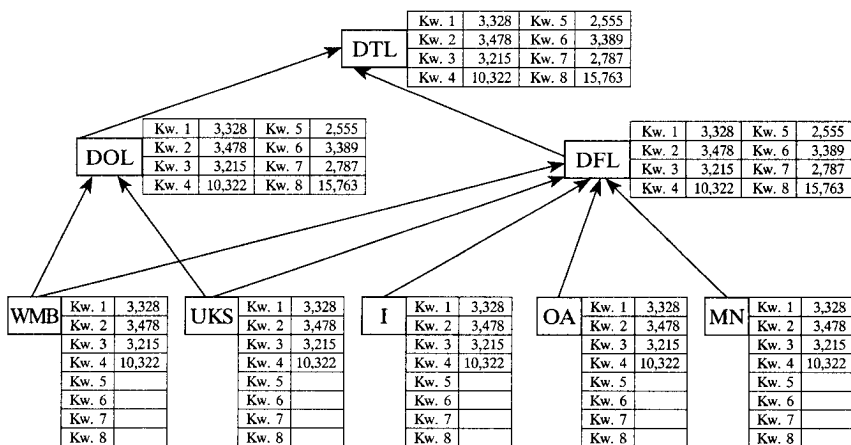 DTL
Kw. 1 3,328 Kw. 5 2,555
Kw. 2 3,478 Kw. 6 3,389
Kw. 3 3,215 Kw. 7 2,787
Kw. 4 10,322 Kw. 8 15,763
DOL
Kw. 1 3,328 Kw. 5 2,555
Kw. 2 3,478 Kw. 6 3,389
Kw. 3 3,215 Kw. 7 2,787
Kw. 4 10,322 Kw. 8 15,763
DFL
Kw. 1 3,328 Kw. 5 2,555
Kw. 2 3,478 Kw. 6 3,389
Kw. 3 3,215 Kw. 7 2,787
Kw. 4 10,322 Kw. 8 15,763
WMB
Kw. 1 3,328
Kw. 2 3,478
Kw. 3 3,215
Kw. 4 10,322
Kw. 5
Kw. 6
Kw. 7
Kw. 8
UKS
Kw. 1 3,328
Kw. 2 3,478
Kw. 3 3,215
Kw. 4 10,322
Kw. 5
Kw. 6
Kw. 7
Kw. 8
I
Kw. 1 3,328
Kw. 2 3,478
Kw. 3 3,215
Kw. 4 10,322
Kw. 5
Kw. 6
Kw. 7
Kw. 8
OA
Kw. 1 3,328
Kw. 2 3,478
Kw. 3 3,215
Kw. 4 10,322
Kw. 5
Kw. 6
Kw. 7
Kw. 8
MN
Kw. 1 3,328
Kw. 2 3,478
Kw. 3 3,215
Kw. 4 10,322
Kw. 5
Kw. 6
Kw. 7
Kw. 8